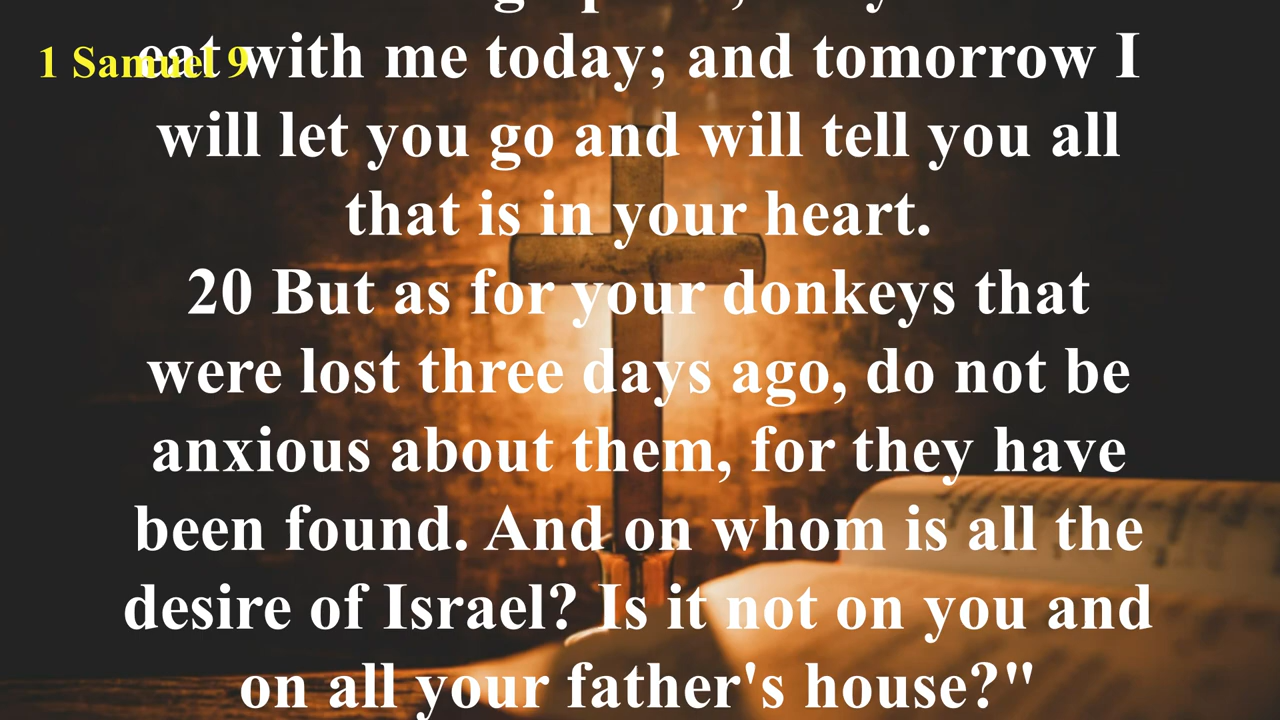 1 Samuel 9
eat with me today; and tomorrow I
will let you go and will tell you all
that is in your heart.
20 But as for your donkeys that
were lost three days ago, do not be
anxious about them, for they have
been found. And on whom is all the
desire of Israel? Is it not on you and
on all your father's house?"